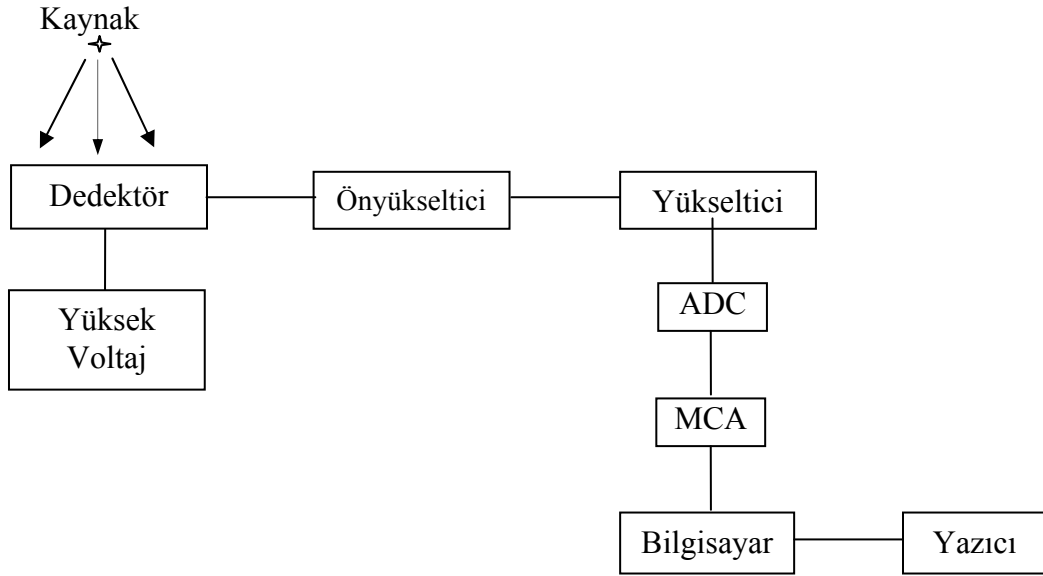 Kaynak
Dedektör
Önyükseltici
Yükseltici
Yüksek
Voltaj
ADC
MCA
Bilgisayar
Yazıcı